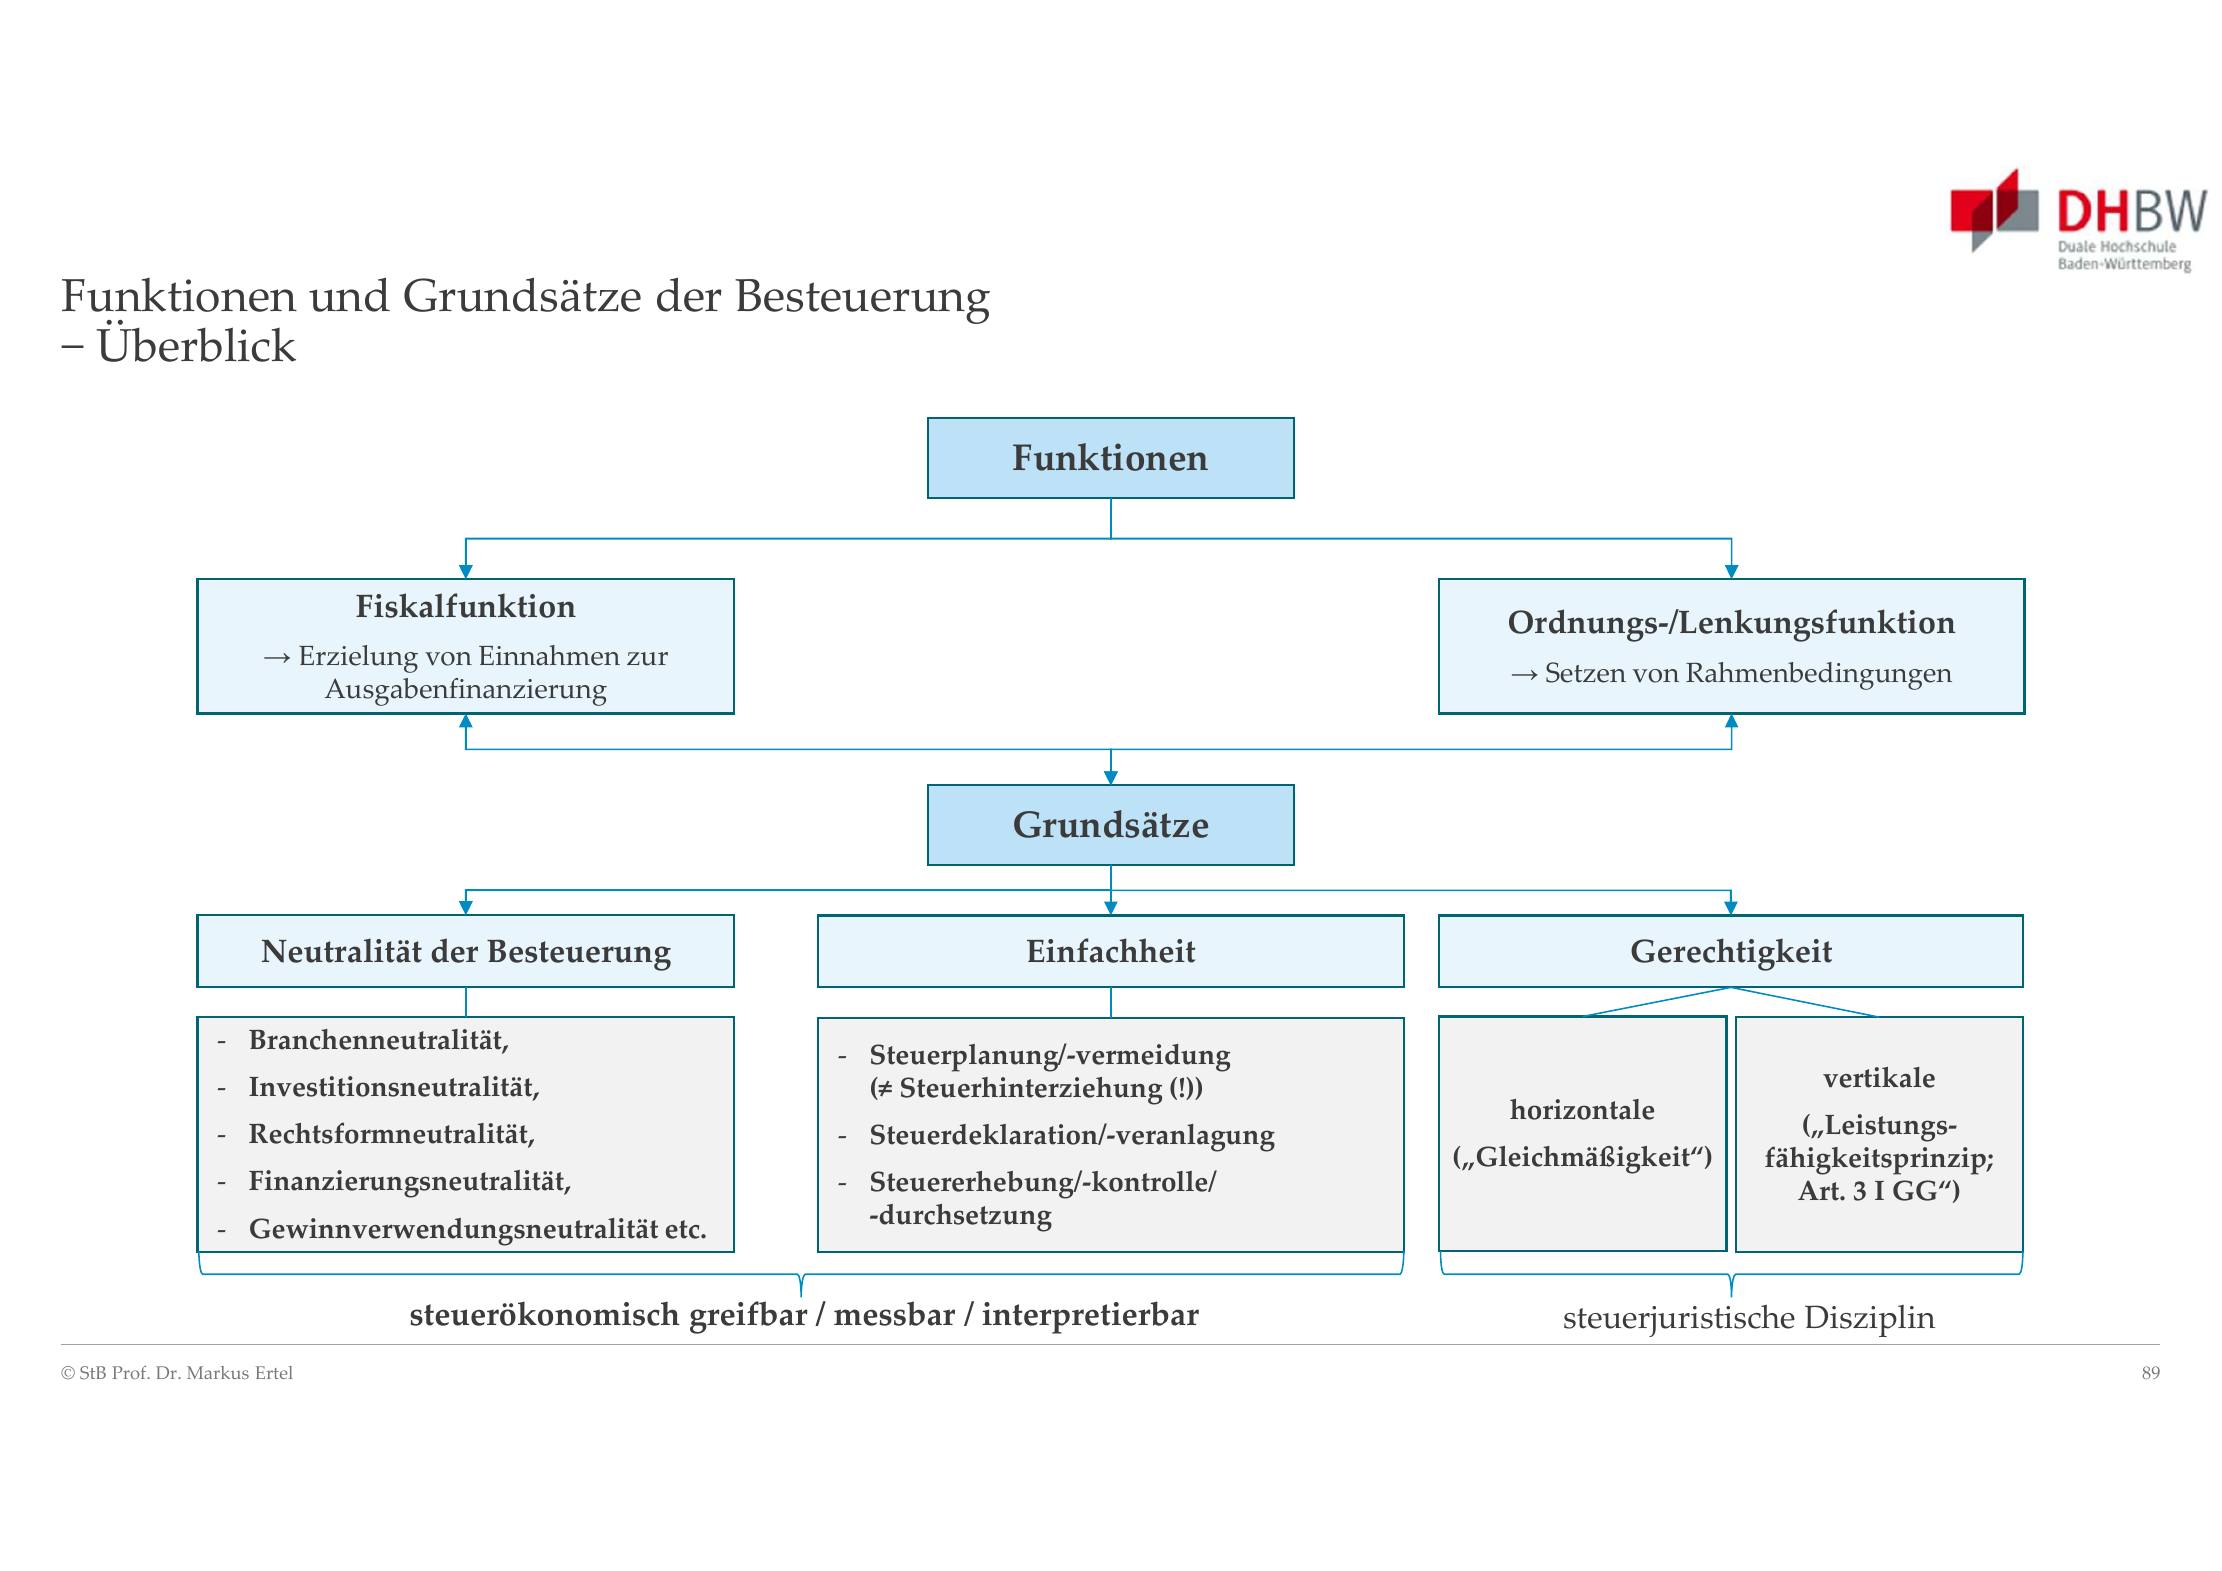 DHBW
Duale Hochschule
Baden-Württemberg
Funktionen und Grundsätze der Besteuerung
– Überblick
Funktionen
Fiskalfunktion
→ Erzielung von Einnahmen zur
Ausgabenfinanzierung
Ordnungs-/Lenkungsfunktion
→ Setzen von Rahmenbedingungen
Grundsätze
Neutralität der Besteuerung
- Branchenneutralität,
- Investitionsneutralität,
- Rechtsformneutralität,
- Finanzierungsneutralität,
- Gewinnverwendungsneutralität etc.
Einfachheit
- Steuerplanung/-vermeidung
(≠ Steuerhinterziehung (!))
- Steuerdeklaration/-veranlagung
- Steuererhebung/-kontrolle/
-durchsetzung
Gerechtigkeit
horizontale
(„Gleichmäßigkeit“)
vertikale
(„Leistungs-
fähigkeitsprinzip;
Art. 3 I GG“)
steuerökonomisch greifbar / messbar / interpretierbar
steuerjuristische Disziplin
© StB Prof. Dr. Markus Ertel
89